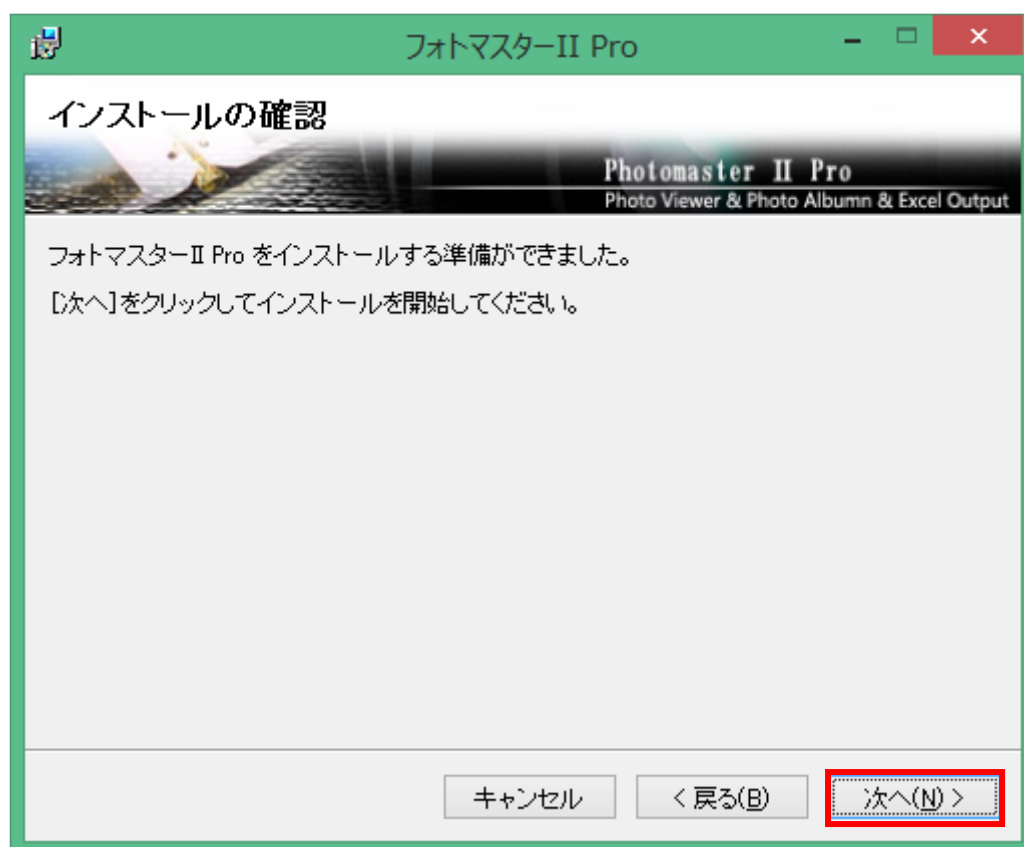 フォトマスターII Pro
インストールの確認
Photomaster II Pro
Photo Viewer & Photo Albumn & Excel Output
フォトマスターⅡ Pro をインストールする準備ができました。
[次へ]をクリックしてインストールを開始してください。
キャンセル
< 戻る(B)
次へ(N) >